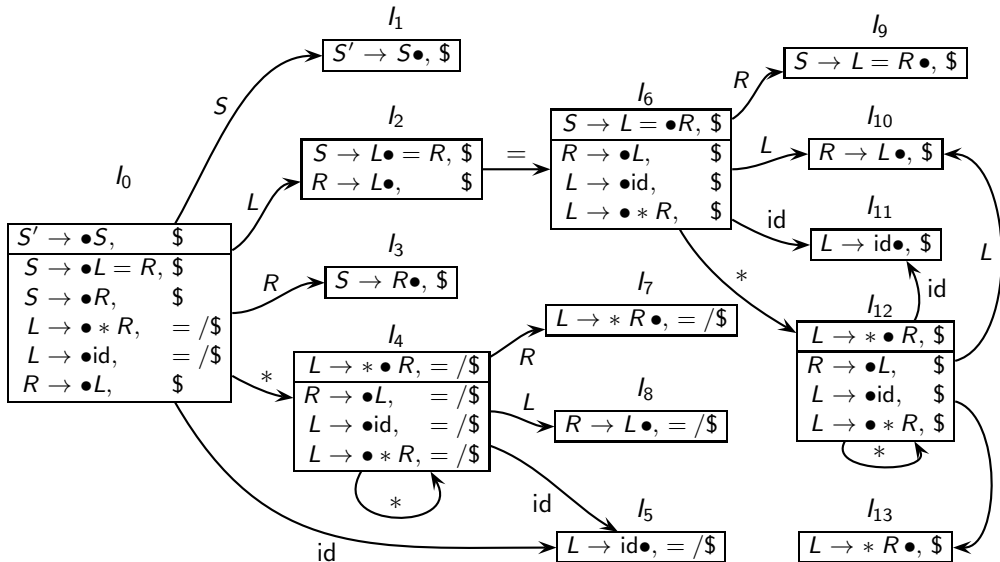 I0
S′ → •S, $
S → •L = R, $
S → •R, $
L → • * R, = /$
L → •id, = /$
R → •L, $
S
L
R
*
id
I1
S′ → S•, $
I2
S → L• = R, $
R → L•, $
=
I3
S → R•, $
I4
L → * • R, = /$
R → •L, = /$
L → •id, = /$
L → • * R, = /$
*
R
L
id
I5
L → id•, = /$
I6
S → L = •R, $
R → •L, $
L → •id, $
L → • * R, $
R
L
id
*
I7
L → * R •, = /$
I8
R → L•, = /$
I9
S → L = R •, $
I10
R → L•, $
I11
L → id•, $
I12
L → * • R, $
R → •L, $
L → •id, $
L → • * R, $
*
id
L
I13
L → * R •, $